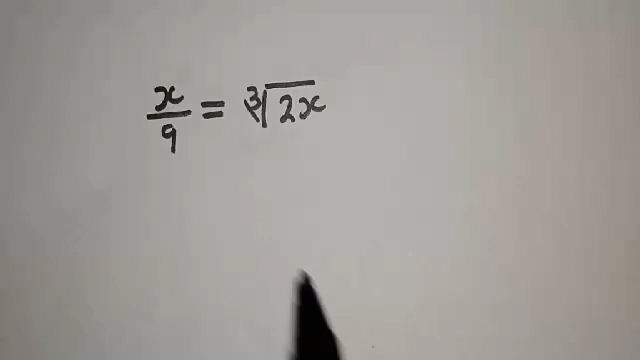 x/9 = ∛2x